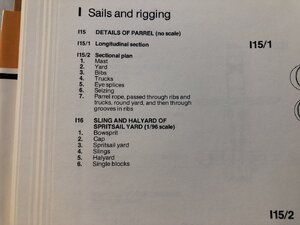 I Sails and rigging
I15 DETAILS OF PARREL (no scale)
I15/1 Longitudinal section
I15/2 Sectional plan
1. Mast
2. Yard
3. Bibs
4. Trucks
5. Eye splices
6. Seizing
7. Parrel rope, passed through ribs and
trucks, round yard, and then through
grooves in ribs
I16 SLING AND HALYARD OF
SPRITSAIL YARD (1/96 scale)
1. Bowsprit
2. Cap
3. Spritsail yard
4. Slings
5. Halyard
6. Single blocks
I15/1
I15/2